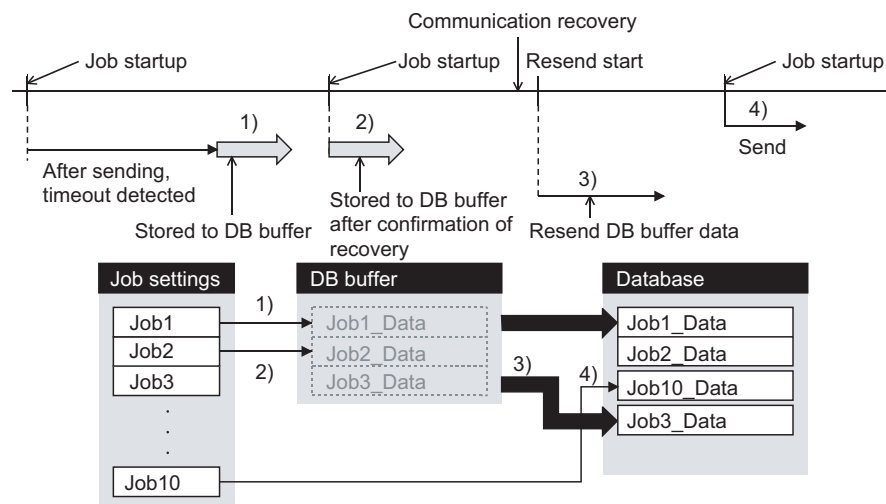 Communication recovery
Job startup
Job startup
Resend start
Job startup
1)
2)
4)
Send
After sending,
timeout detected
3)
Stored to DB buffer
Stored to DB buffer
after confirmation of
recovery
Resend DB buffer data
Job settings
DB buffer
Database
Job1
1)
Job1_Data
Job1_Data
Job2
2)
Job2_Data
3)
Job2_Data
Job3
Job3_Data
4)
Job10_Data
Job3_Data
Job10